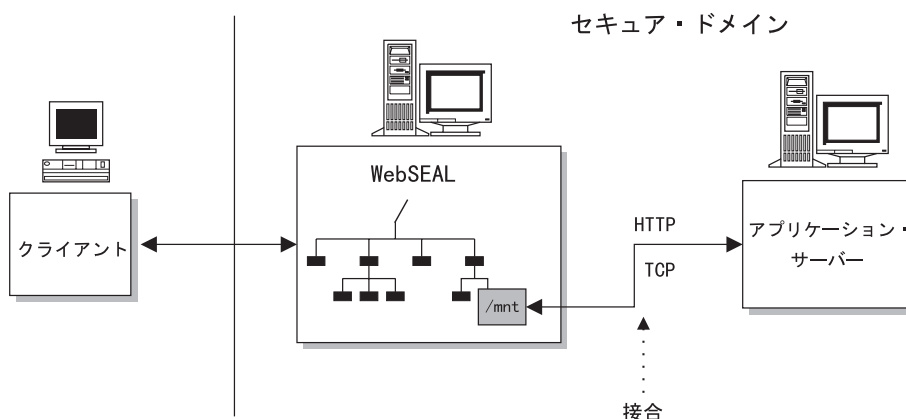 セキュア・ドメイン
WebSEAL
クライアント
HTTP
TCP
アプリケーション・
サーバー
/mnt
接合